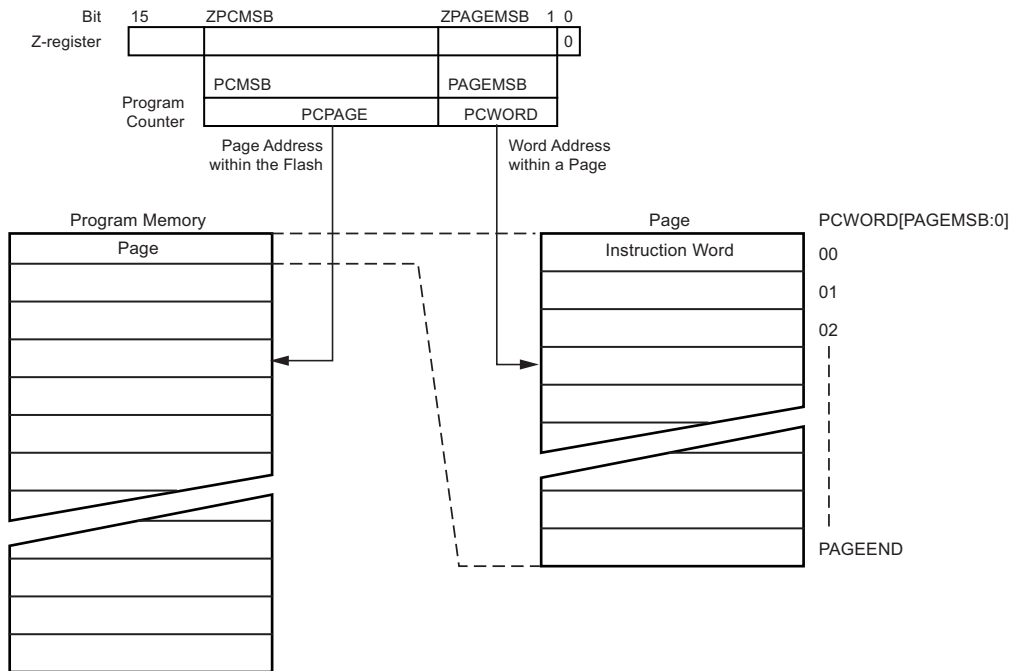 Bit 15 ZPCMSB ZPAGEMSB 1 0
Z-register 0
PCMSB PAGEMSB
Program
Counter
PCPAGE PCWORD
Page Address
within the Flash
Word Address
within a Page
Program Memory
Page
Page
PCWORD[PAGEMSB:0]
Instruction Word
00
01
02
PAGEEND